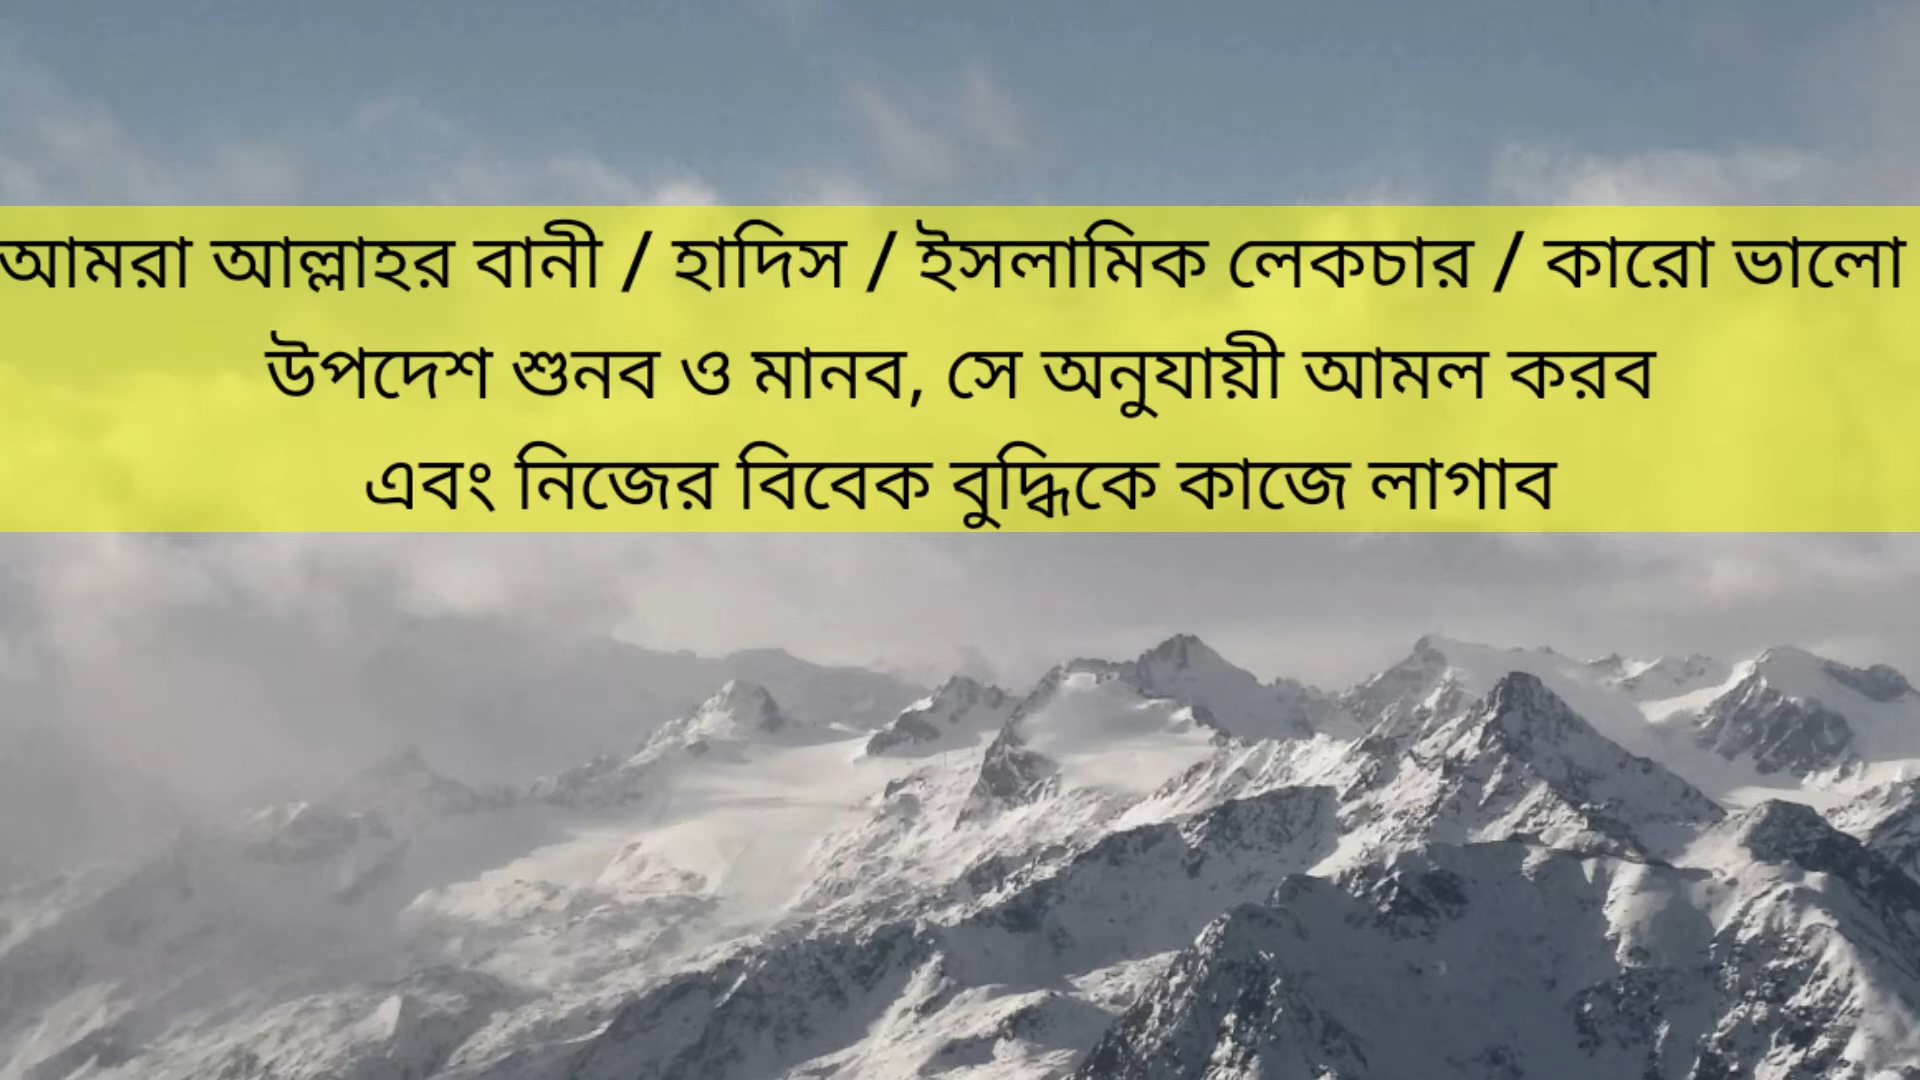 আমরা আল্লাহর বানী / হাদিস / ইসলামিক লেকচার / কারো ভালো
উপদেশ শুনব ও মানব, সে অনুযায়ী আমল করব
এবং নিজের বিবেক বুদ্ধিকে কাজে লাগাব